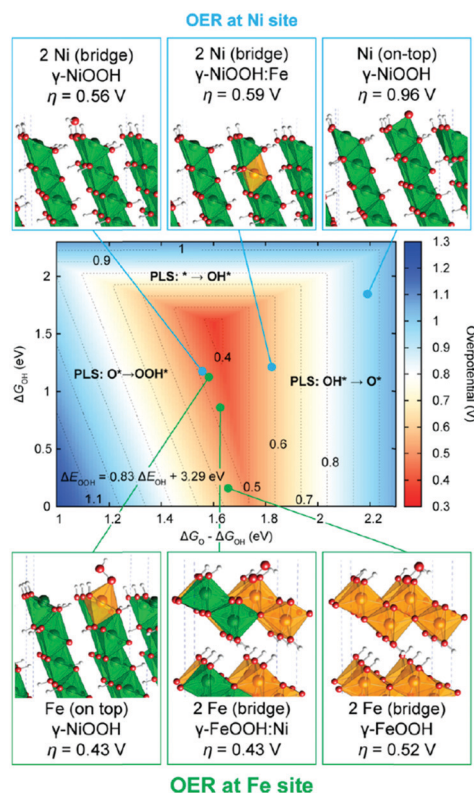 OER at Ni site
2 Ni (bridge)
γ-NiOOH
η = 0.56 V
2 Ni (bridge)
γ-NiOOH:Fe
η = 0.59 V
Ni (on-top)
γ-NiOOH
η = 0.96 V
2
1.5
1
0.5
0
ΔG_OH (eV)
1
0.9
PLS: * → OH*
0.4
PLS: O*→OOH*
PLS: OH* → O*
0.6
0.8
ΔE_OOH = 0.83 ΔE_OH + 3.29 eV
1.1
0.5
0.7
1.0 1.2 1.4 1.6 1.8 2 2.2
ΔG_O - ΔG_OH (eV)
1.3
1.2
1.1
1.0
0.9
0.8
0.7
0.6
0.5
0.4
0.3
Overpotential (V)
Fe (on top)
γ-NiOOH
η = 0.43 V
2 Fe (bridge)
γ-FeOOH:Ni
η = 0.43 V
2 Fe (bridge)
γ-FeOOH
η = 0.52 V
OER at Fe site